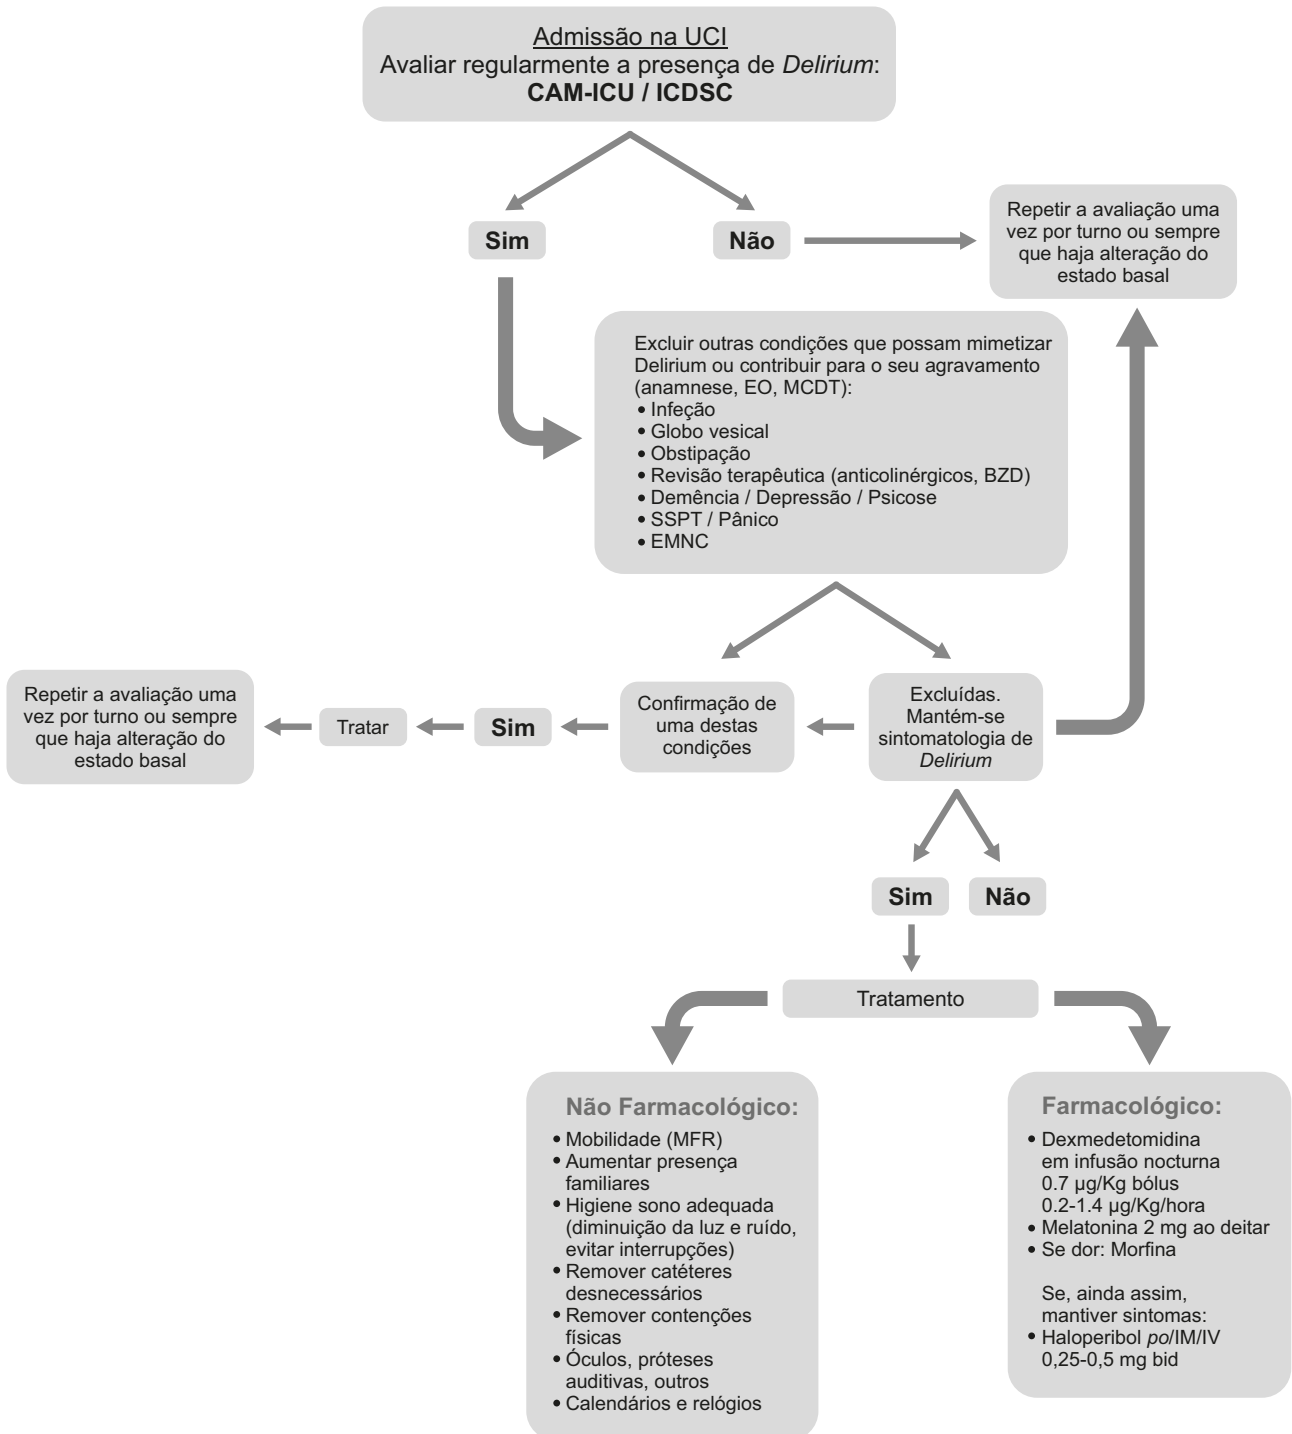 Admissão na UCI
Avaliar regularmente a presença de Delirium:
CAM-ICU / ICDSC
Sim
Não
Repetir a avaliação uma
vez por turno ou sempre
que haja alteração do
estado basal
Excluir outras condições que possam mimetizar
Delirium ou contribuir para o seu agravamento
(anamnese, EO, MCDT):
• Infeção
• Globo vesical
• Obstipação
• Revisão terapêutica (anticolinérgicos, BZD)
• Demência / Depressão / Psicose
• SSPT / Pânico
• EMNC
Repetir a avaliação uma
vez por turno ou sempre
que haja alteração do
estado basal
Tratar
Sim
Confirmação de
uma destas
condições
Excluídas.
Mantém-se
sintomatologia de
Delirium
Sim
Não
Tratamento
Não Farmacológico:
• Mobilidade (MFR)
• Aumentar presença
familiares
• Higiene sono adequada
(diminuição da luz e ruído,
evitar interrupções)
• Remover catéteres
desnecessários
• Remover contenções
físicas
• Óculos, próteses
auditivas, outros
• Calendários e relógios
Farmacológico:
• Dexmedetomidina
em infusão nocturna
0.7 µg/Kg bólus
0.2-1.4 µg/Kg/hora
• Melatonina 2 mg ao deitar
• Se dor: Morfina
Se, ainda assim,
mantiver sintomas:
• Haloperibol po/IM/IV
0,25-0,5 mg bid